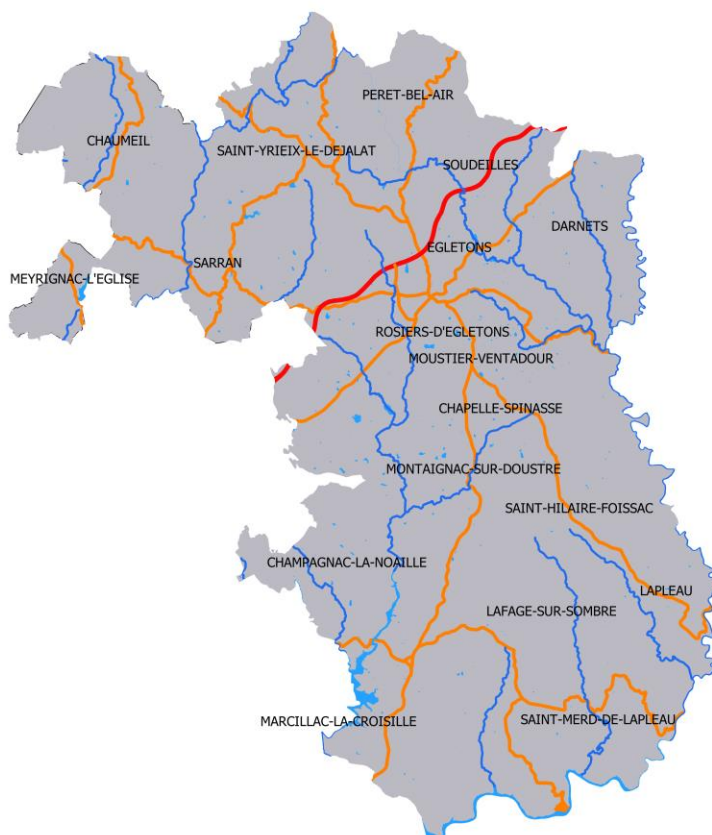 PERET-BEL-AIR
CHAUMEIL
SAINT-YRIEIX-LE-DEJALAT
SOUDEILLES
DARNETS
EGLETONS
SARRAN
MEYRIGNAC-L'EGLISE
ROSIERS-D'EGLETONS
MOUSTIER-VENTADOUR
CHAPELLE-SPINASSE
MONTAIGNAC-SUR-DOUSTRE
SAINT-HILAIRE-FOISSAC
CHAMPAGNAC-LA-NOAILLE
LAPLEAU
LAFAGE-SUR-SOMBRE
MARCILLAC-LA-CROISILLE
SAINT-MERD-DE-LAPLEAU